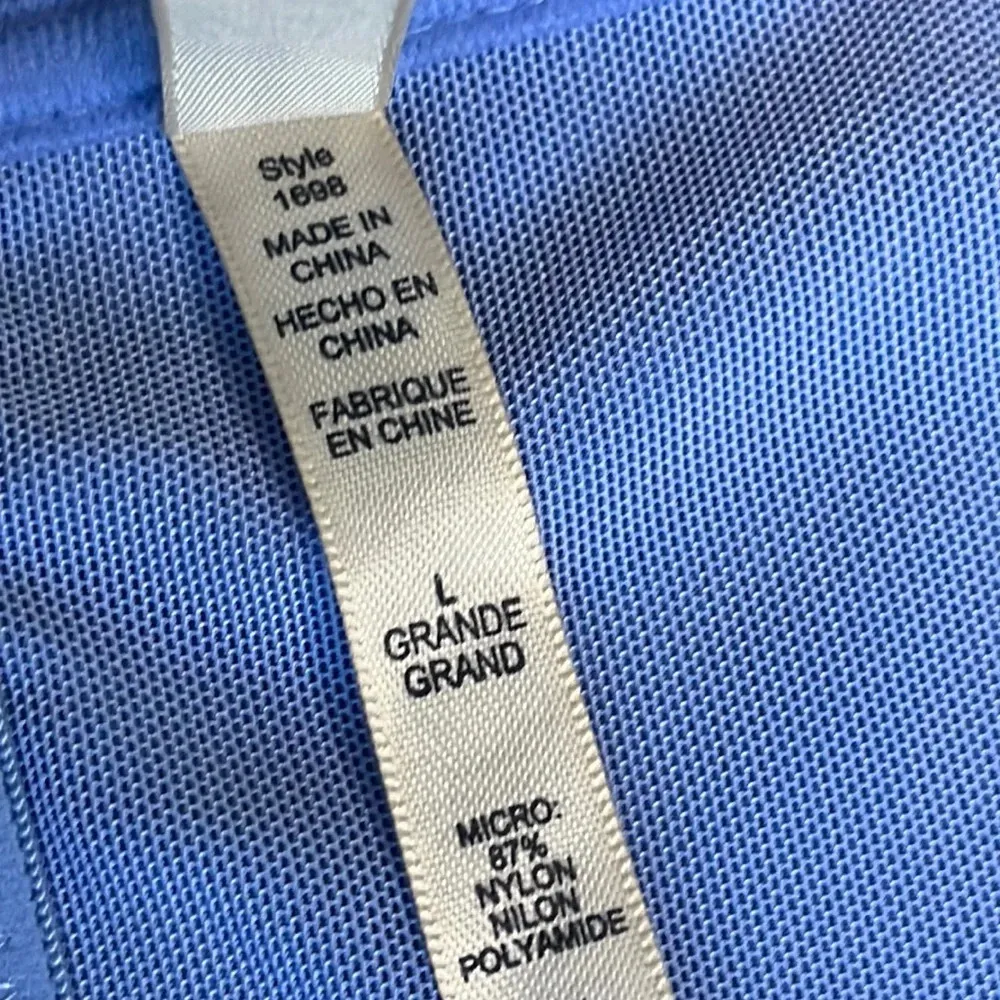 Style
1698
MADE IN
CHINA
HECHO EN
CHINA
FABRIQUE
EN CHINE
L
GRANDE
GRAND
MICRO:
87%
NYLON
NILON
POLYAMIDE